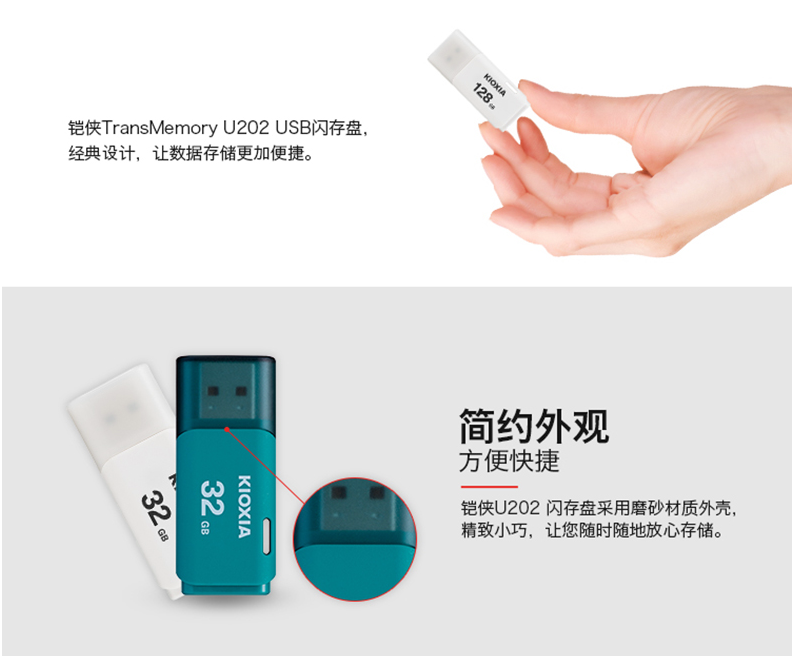 铠侠TransMemory U202 USB闪存盘，
经典设计，让数据存储更加便捷。
KIOXIA
128 GB
简约外观
方便快捷
铠侠U202 闪存盘采用磨砂材质外壳，
精致小巧，让您随时随地放心存储。
32 GB
KIOXIA
32 GB